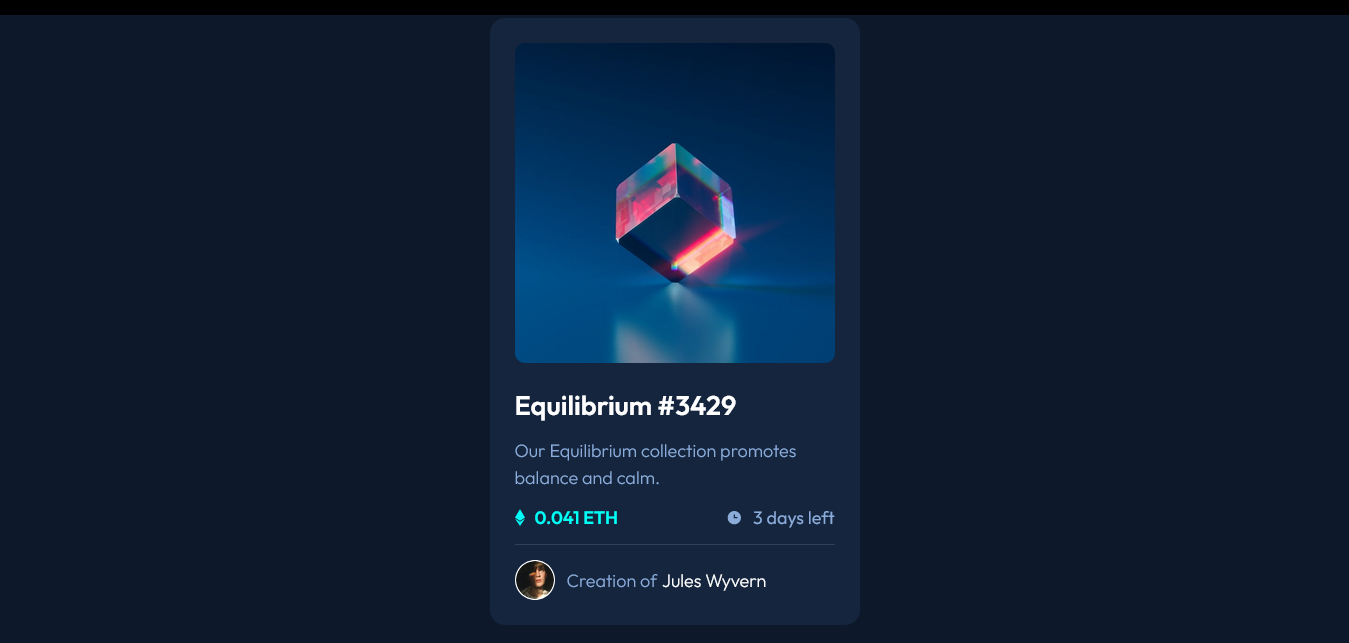 Equilibrium #3429
Our Equilibrium collection promotes
balance and calm.
0.041 ETH 3 days left
Creation of Jules Wyvern